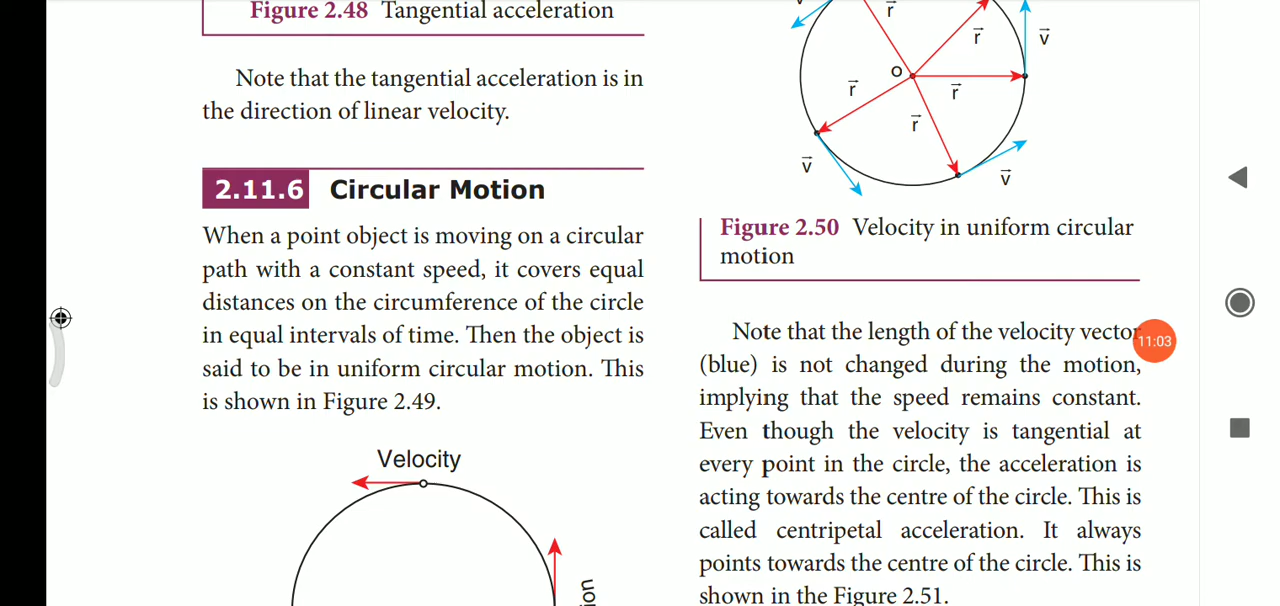 Figure 2.48 Tangential acceleration
Note that the tangential acceleration is in
the direction of linear velocity.
2.11.6 Circular Motion
When a point object is moving on a circular
path with a constant speed, it covers equal
distances on the circumference of the circle
in equal intervals of time. Then the object is
said to be in uniform circular motion. This
is shown in Figure 2.49.
Velocity
r⃗
r⃗
v⃗
O
r⃗
r⃗
r⃗
v⃗
v⃗
Figure 2.50 Velocity in uniform circular
motion
Note that the length of the velocity vector
(blue) is not changed during the motion,
implying that the speed remains constant.
Even though the velocity is tangential at
every point in the circle, the acceleration is
acting towards the centre of the circle. This is
called centripetal acceleration. It always
points towards the centre of the circle. This is
shown in the Figure 2.51.
11:03